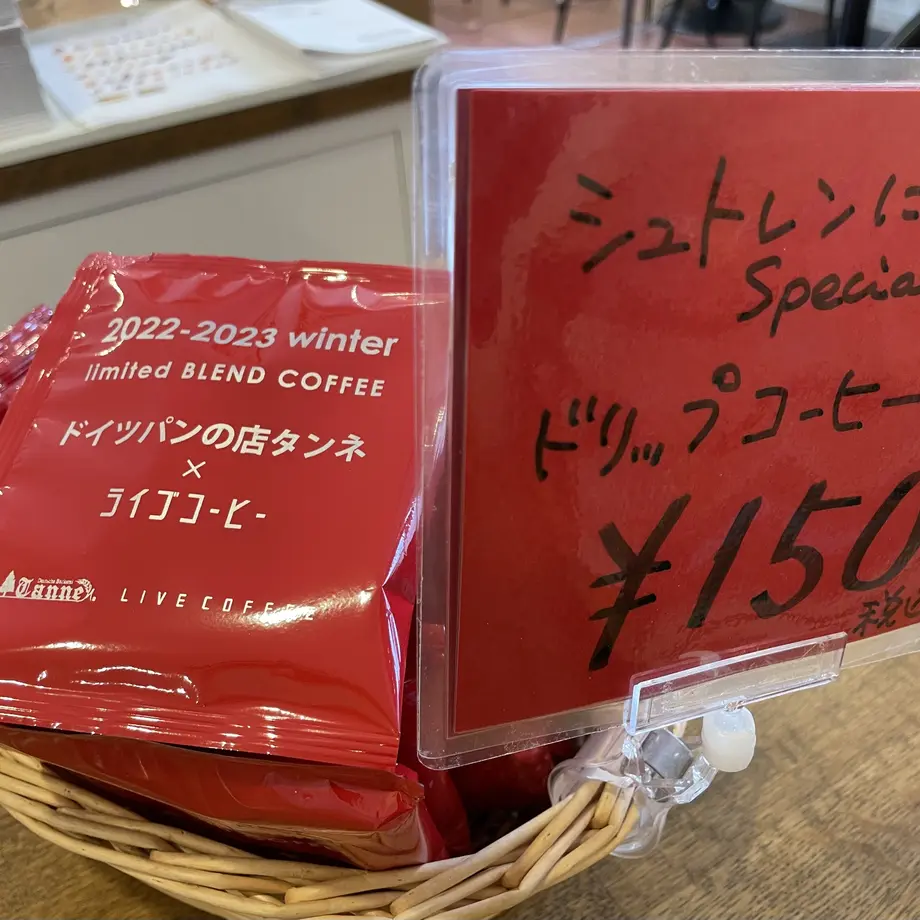 2022-2023 winter
limited BLEND COFFEE
ドイツパンの店タンネ
×
ライブコーヒー
Tanne
LIVE COFFEE
シュトレンに
Special
ドリップコーヒー
¥150
税